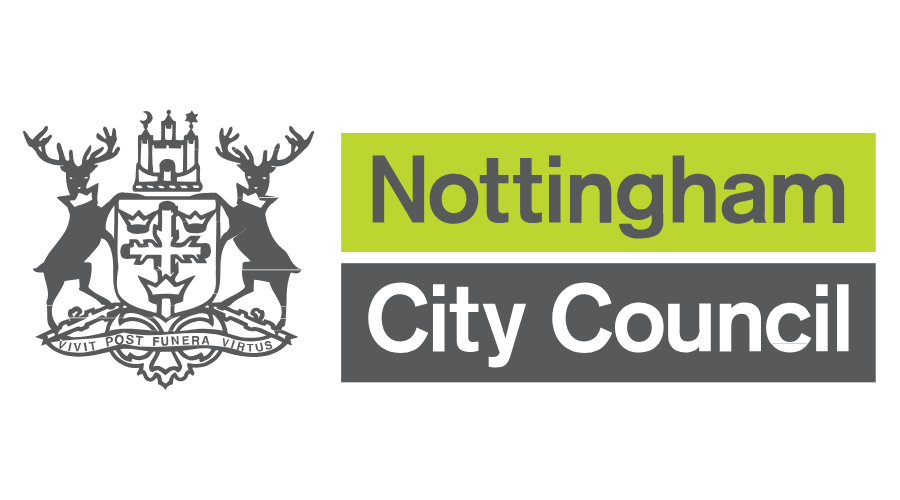 VIVIT POST FUNERA VIRTUS
Nottingham
City Council